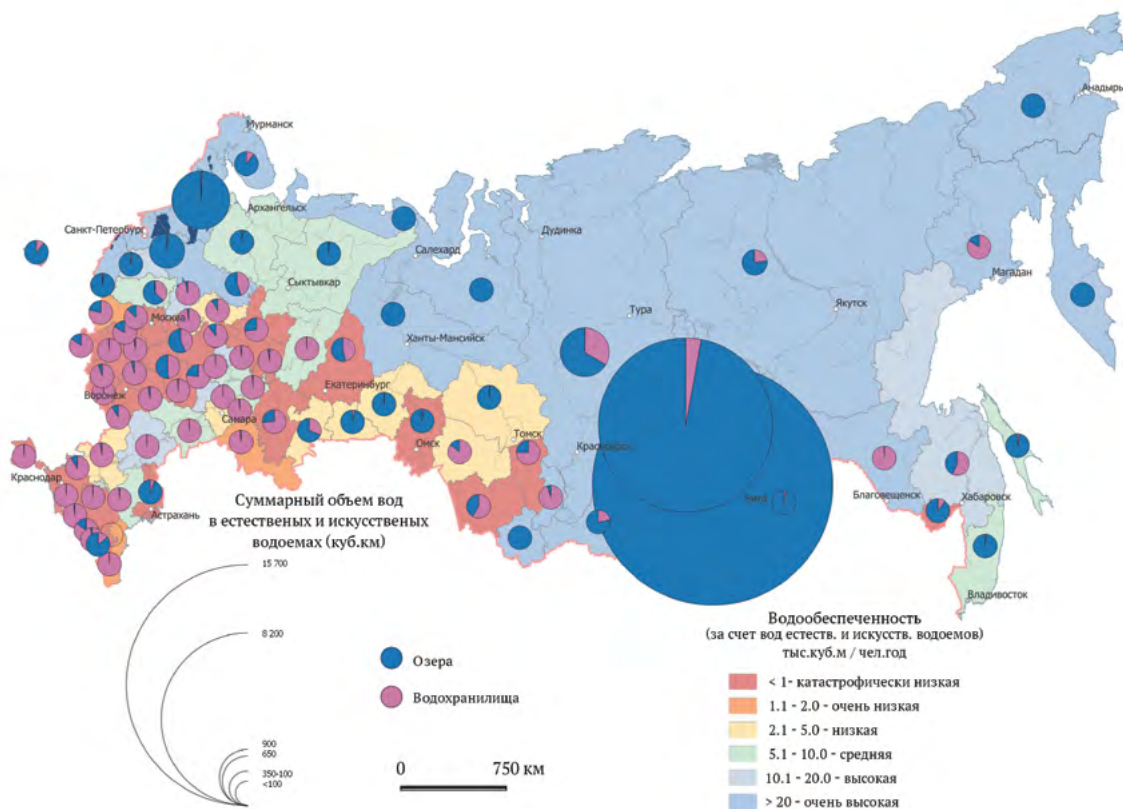 Анадырь
Мурманск
Архангельск
Санкт-Петербург
Салехард
Дудинка
Магадан
Сыктывкар
Якутск
Тура
Москва
Ханты-Мансийск
Екатеринбург
Воронеж
Самара
Омск
Томск
Красноярск
Краснодар
Чита
Благовещенск
Хабаровск
Астрахань
Владивосток
Суммарный объем вод
в естественых и искусственых
водоемах (куб.км)
15 700
8 200
900
650
350-100
<100
Озера
Водохранилища
0 750 км
Водообеспеченность
(за счет вод естеств. и искусств. водоемов)
тыс.куб.м / чел.год
< 1- катастрофически низкая
1.1 - 2.0 - очень низкая
2.1 - 5.0 - низкая
5.1 - 10.0 - средняя
10.1 - 20.0 - высокая
> 20 - очень высокая